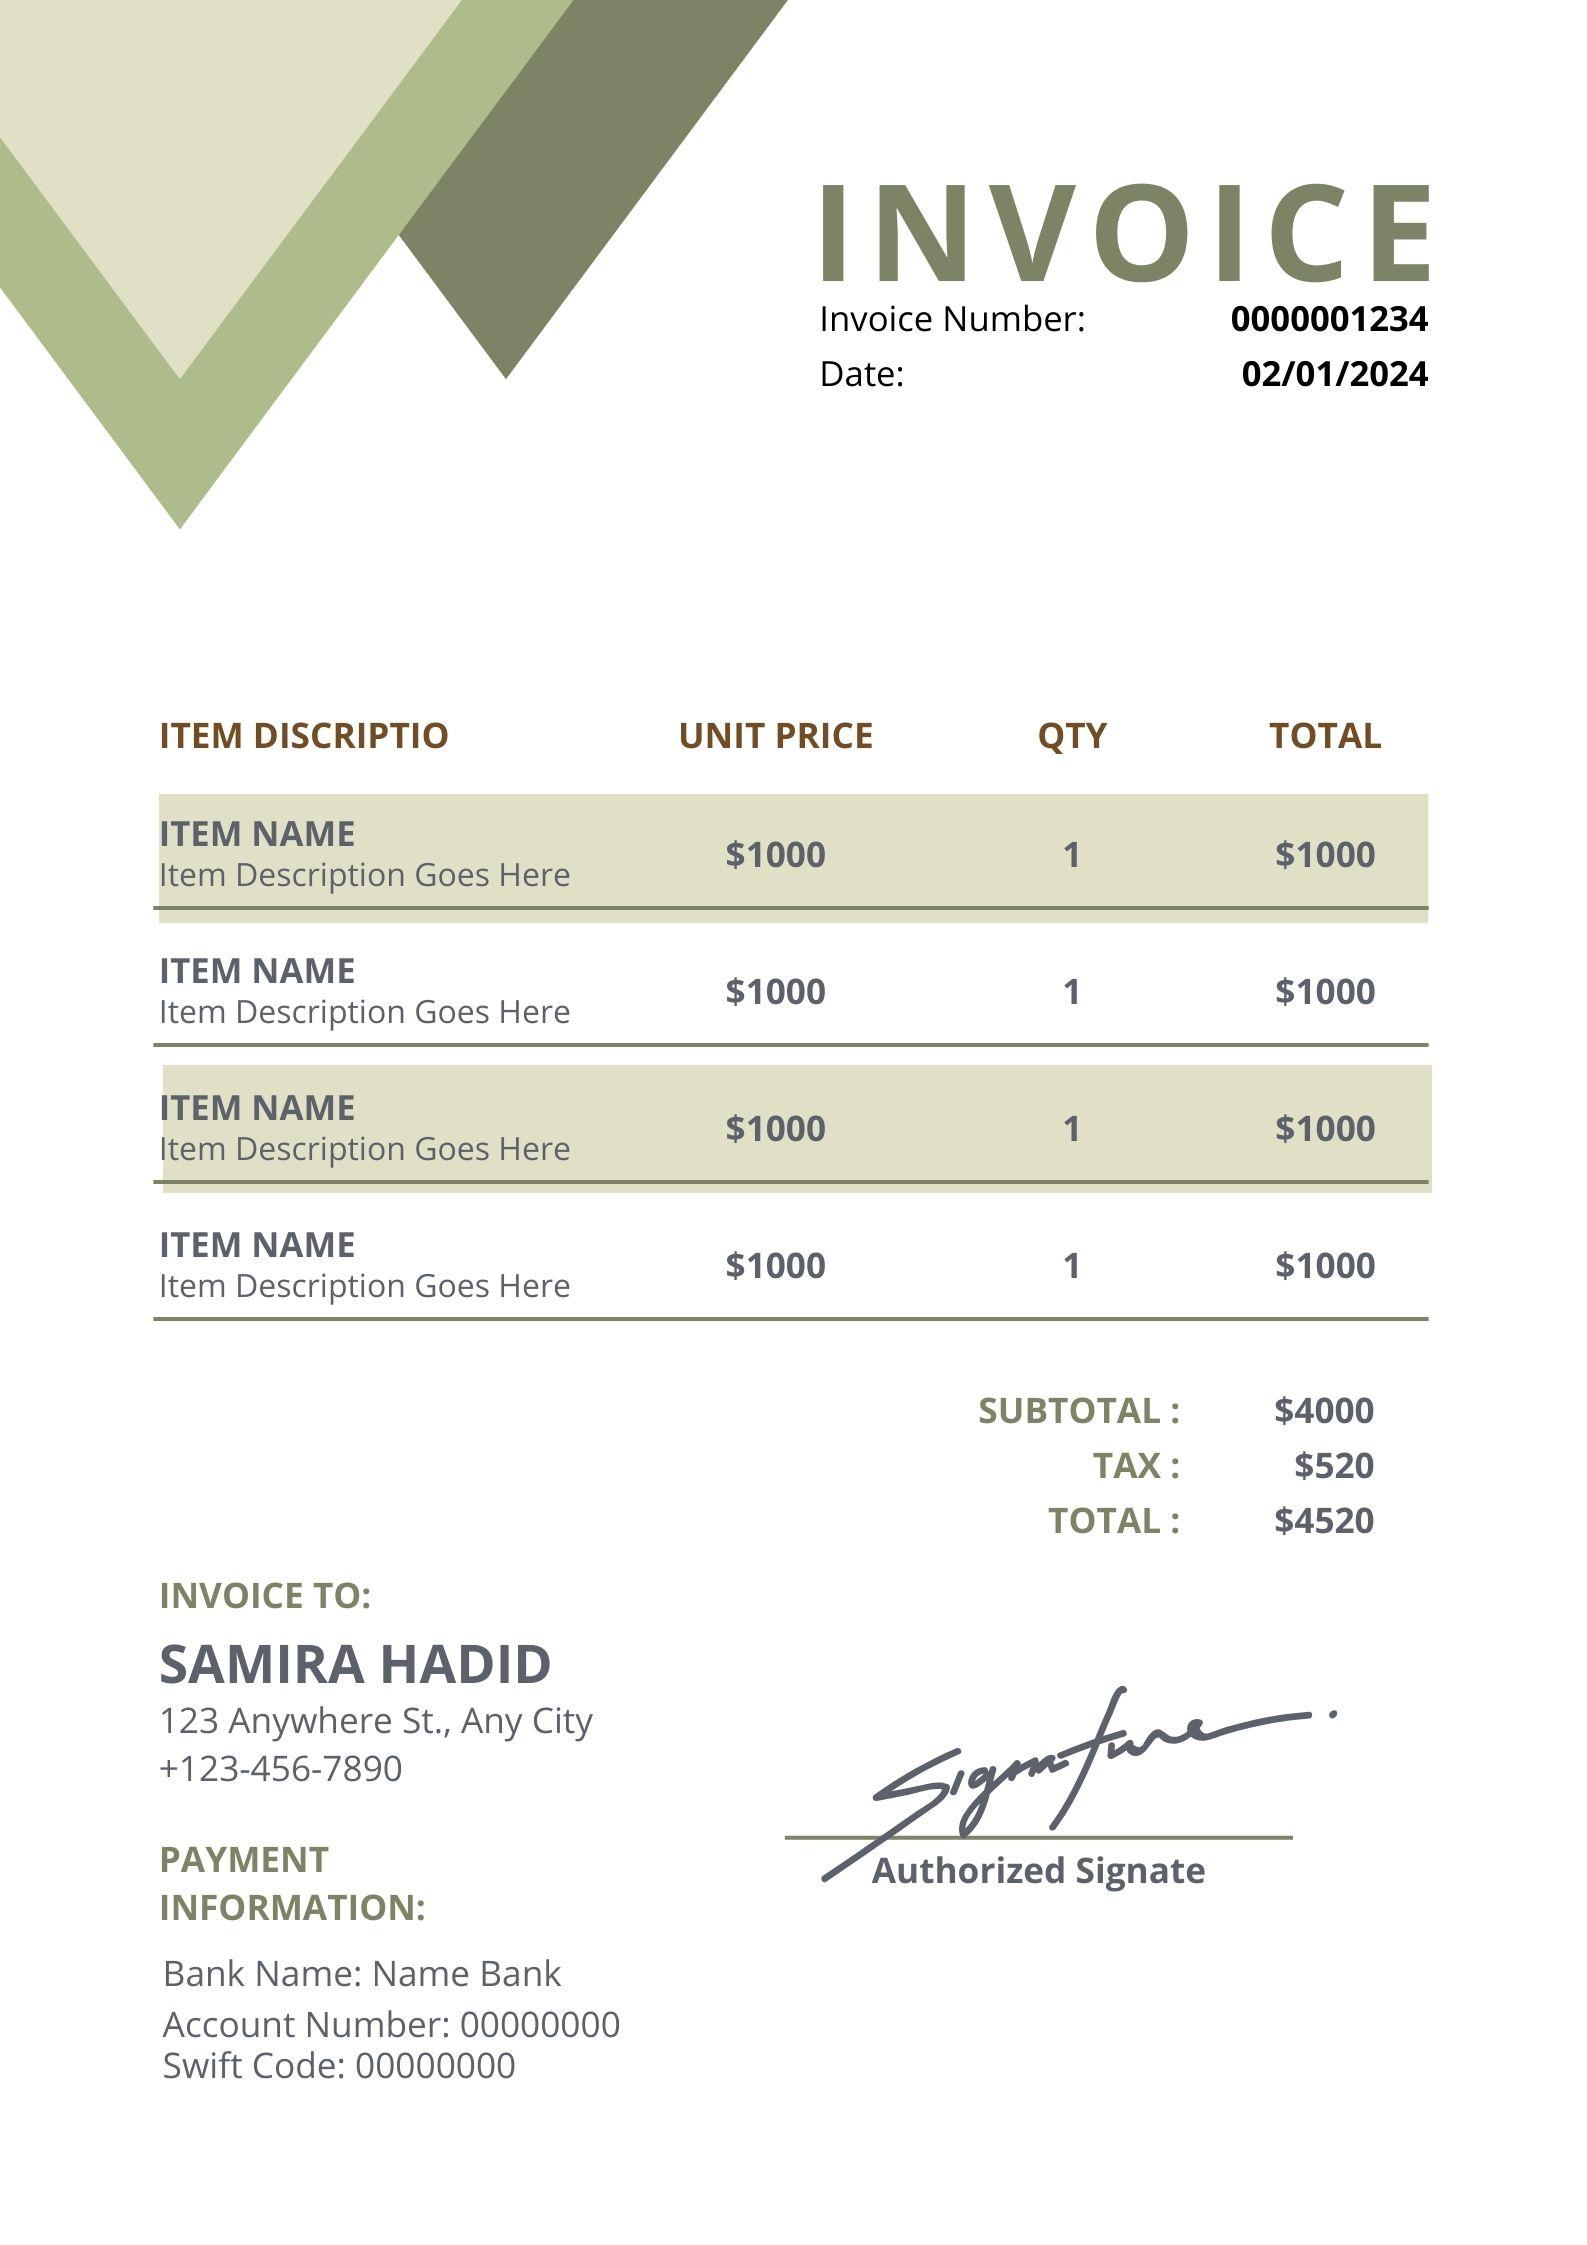 INVOICE
Invoice Number: 0000001234
Date: 02/01/2024
ITEM DISCRIPTIO UNIT PRICE QTY TOTAL
ITEM NAME
Item Description Goes Here
$1000 1 $1000
ITEM NAME
Item Description Goes Here
$1000 1 $1000
ITEM NAME
Item Description Goes Here
$1000 1 $1000
ITEM NAME
Item Description Goes Here
$1000 1 $1000
SUBTOTAL : $4000
TAX : $520
TOTAL : $4520
INVOICE TO:
SAMIRA HADID
123 Anywhere St., Any City
+123-456-7890
Signature
Authorized Signate
PAYMENT
INFORMATION:
Bank Name: Name Bank
Account Number: 00000000
Swift Code: 00000000